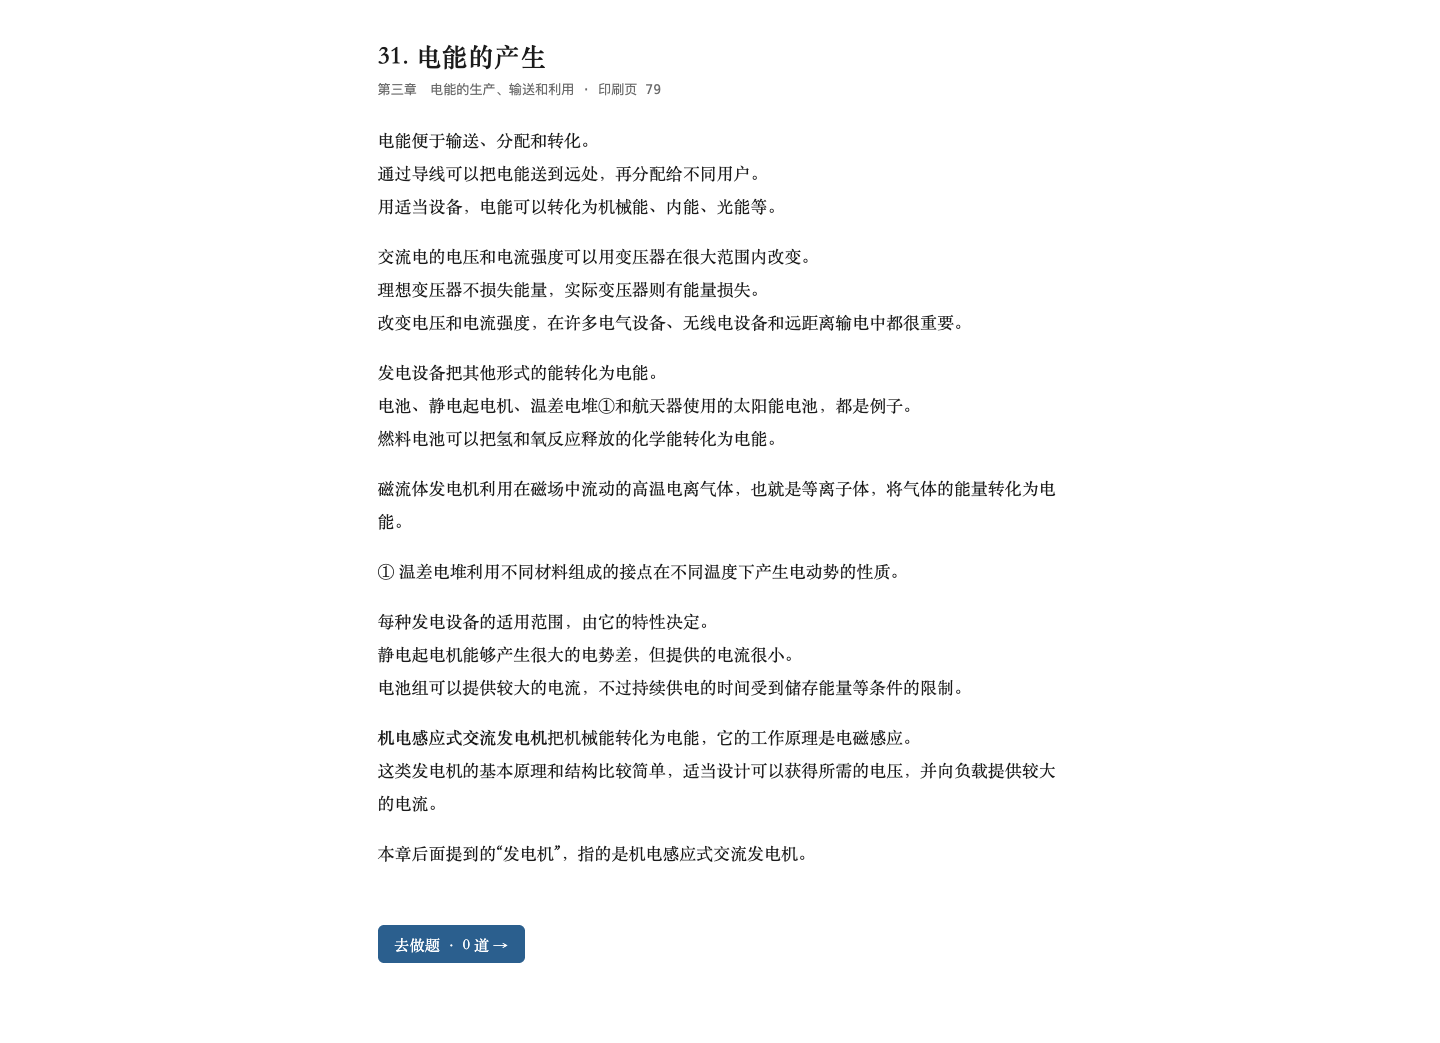 31. 电能的产生
第三章　电能的生产、输送和利用 · 印刷页 79
电能便于输送、分配和转化。
通过导线可以把电能送到远处，再分配给不同用户。
用适当设备，电能可以转化为机械能、内能、光能等。
交流电的电压和电流强度可以用变压器在很大范围内改变。
理想变压器不损失能量，实际变压器则有能量损失。
改变电压和电流强度，在许多电气设备、无线电设备和远距离输电中都很重要。
发电设备把其他形式的能转化为电能。
电池、静电起电机、温差电堆①和航天器使用的太阳能电池，都是例子。
燃料电池可以把氢和氧反应释放的化学能转化为电能。
磁流体发电机利用在磁场中流动的高温电离气体，也就是等离子体，将气体的能量转化为电
能。
① 温差电堆利用不同材料组成的接点在不同温度下产生电动势的性质。
每种发电设备的适用范围，由它的特性决定。
静电起电机能够产生很大的电势差，但提供的电流很小。
电池组可以提供较大的电流，不过持续供电的时间受到储存能量等条件的限制。
机电感应式交流发电机把机械能转化为电能，它的工作原理是电磁感应。
这类发电机的基本原理和结构比较简单，适当设计可以获得所需的电压，并向负载提供较大
的电流。
本章后面提到的“发电机”，指的是机电感应式交流发电机。
去做题 · 0 道 →